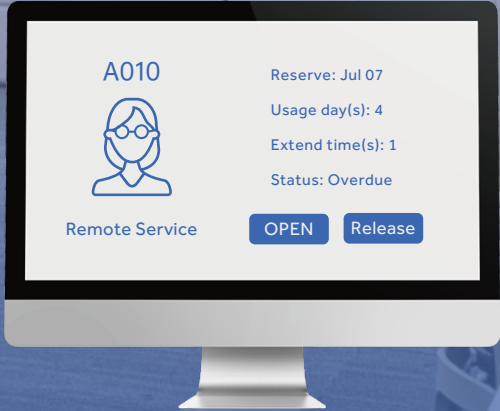 A010
Reserve: Jul 07
Usage day(s): 4
Extend time(s): 1
Status: Overdue
Remote Service
OPEN
Release